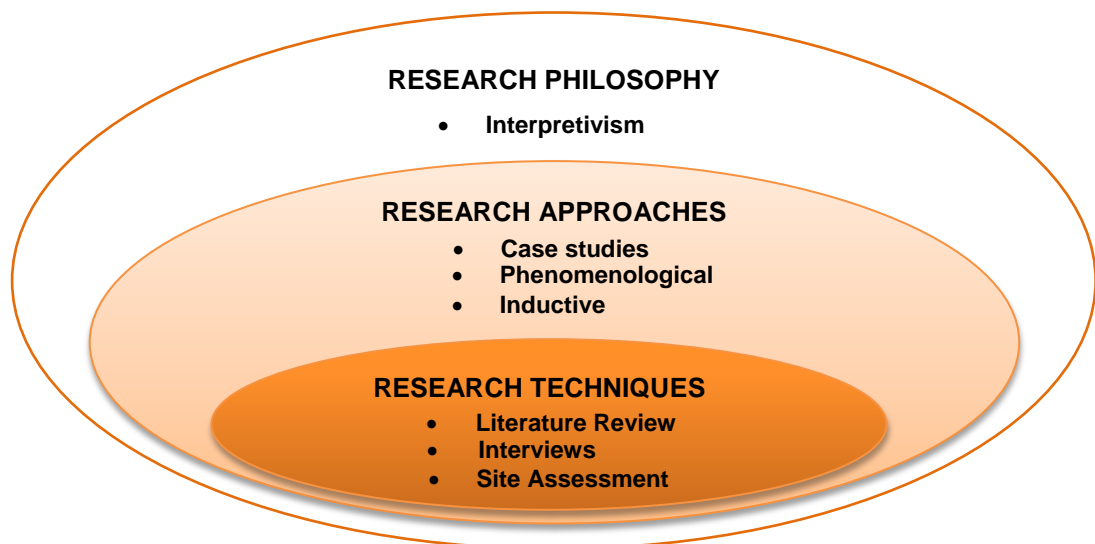 RESEARCH PHILOSOPHY
• Interpretivism
RESEARCH APPROACHES
• Case studies
• Phenomenological
• Inductive
RESEARCH TECHNIQUES
• Literature Review
• Interviews
• Site Assessment